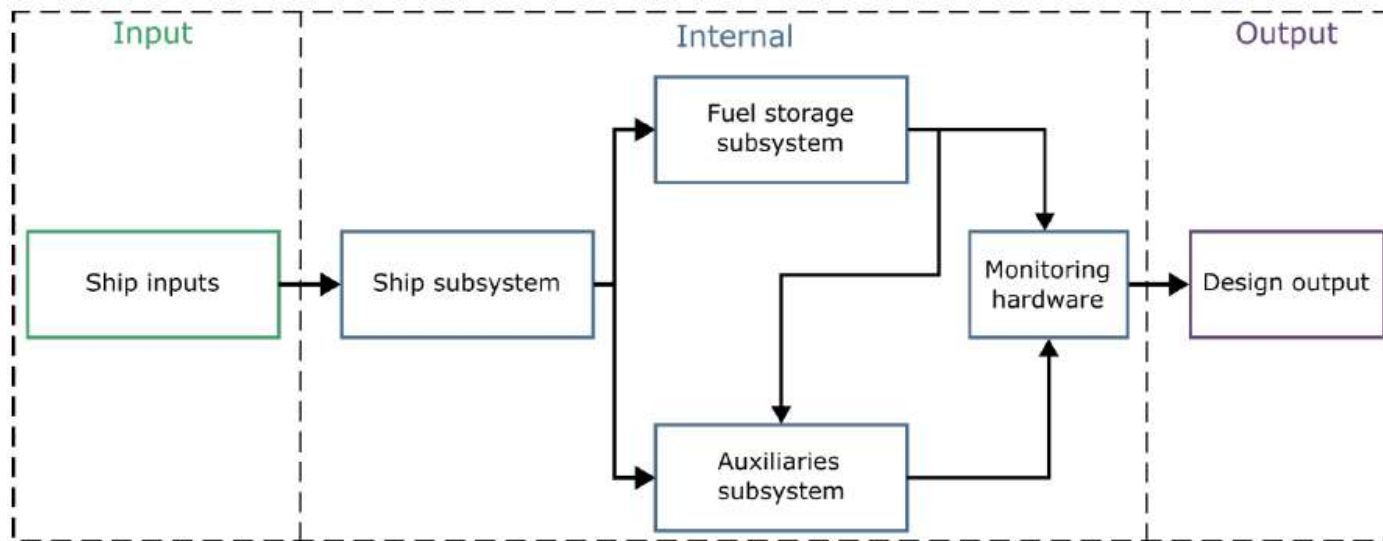 Input
Internal
Output
Fuel storage
subsystem
Ship inputs
Ship subsystem
Monitoring
hardware
Design output
Auxiliaries
subsystem